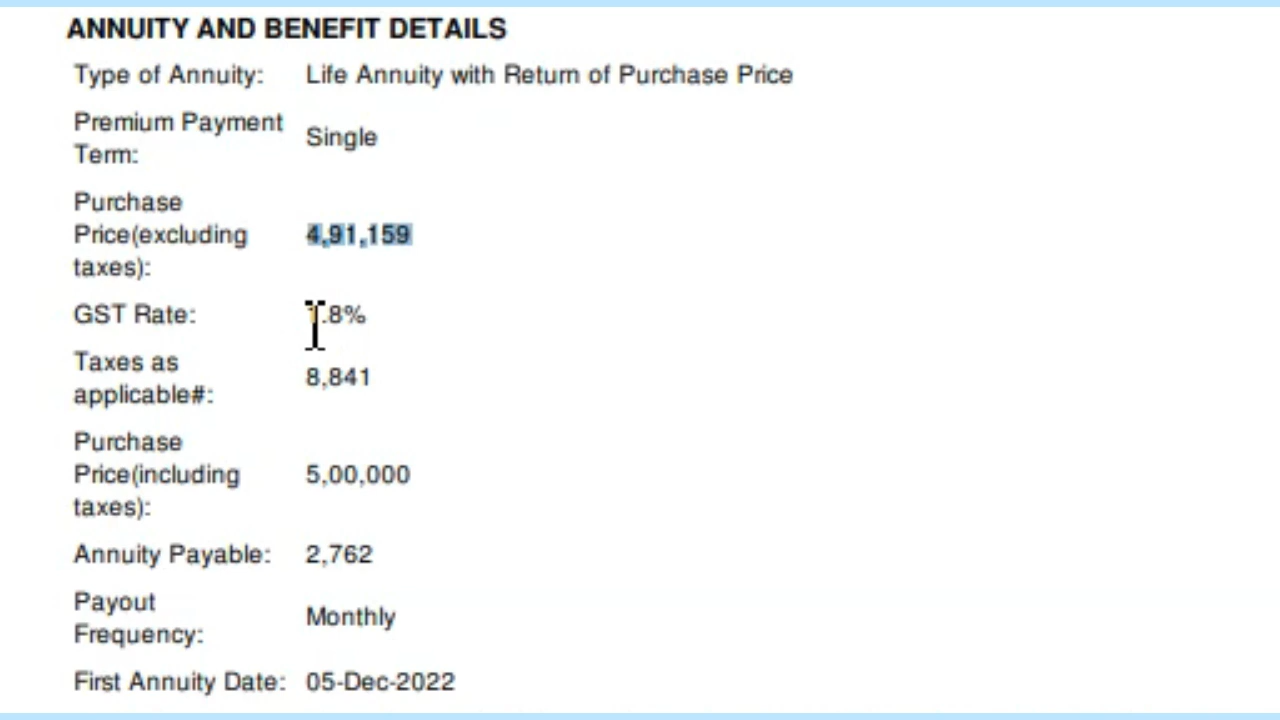 ANNUITY AND BENEFIT DETAILS
Type of Annuity: Life Annuity with Return of Purchase Price
Premium Payment
Term: Single
Purchase
Price(excluding 4,91,159
taxes):
GST Rate: 1.8%
Taxes as
applicable#: 8,841
Purchase
Price(including 5,00,000
taxes):
Annuity Payable: 2,762
Payout
Frequency: Monthly
First Annuity Date: 05-Dec-2022